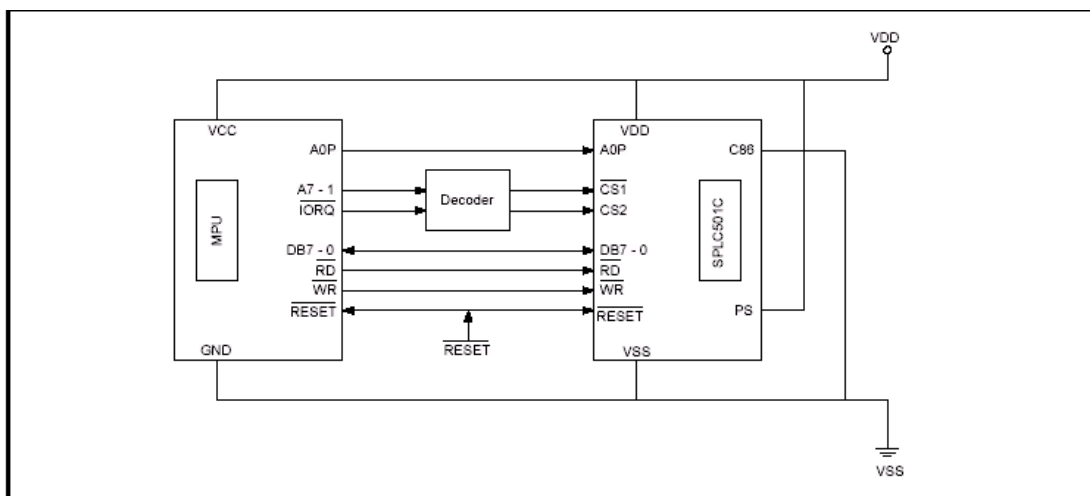 VDD
VCC
VDD
A0P
A0P
C86
A7 - 1
Decoder
CS1
IORQ
CS2
MPU
SPLC501C
DB7 - 0
DB7 - 0
RD
RD
WR
WR
RESET
RESET
PS
RESET
GND
VSS
VSS